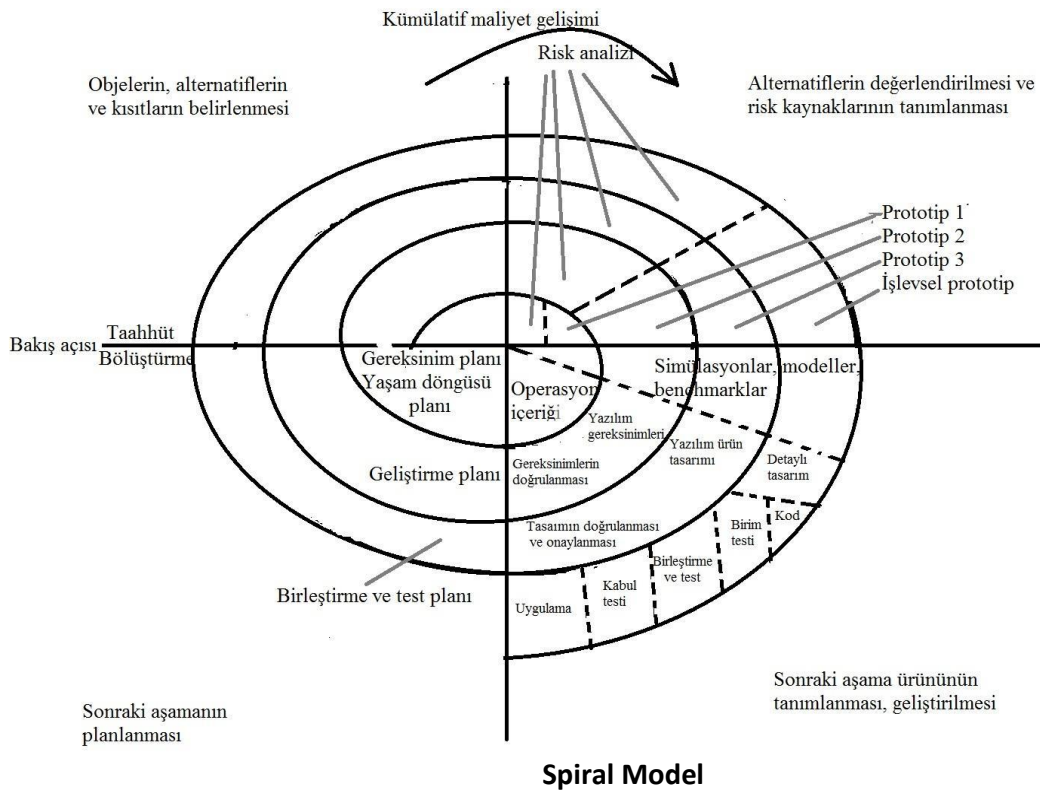 Kümülatif maliyet gelişimi
Risk analizi
Objelerin, alternatiflerin
ve kısıtların belirlenmesi
Alternatiflerin değerlendirilmesi ve
risk kaynaklarının tanımlanması
Prototip 1
Prototip 2
Prototip 3
İşlevsel prototip
Bakış açısı
Taahhüt
Bölüştürme
Gereksinim planı
Yaşam döngüsü
planı
Operasyon
içeriği
Simülasyonlar, modeller,
benchmarklar
Yazılım
gereksinimleri
Yazılım ürün
tasarımı
Detaylı
tasarım
Geliştirme planı
Gereksinimlerin
doğrulanması
Kod
Birim
testi
Tasaımın doğrulanması
ve onaylanması
Birleştirme
ve test
Kabul
testi
Uygulama
Birleştirme ve test planı
Sonraki aşamanın
planlanması
Sonraki aşama ürününün
tanımlanması, geliştirilmesi
Spiral Model